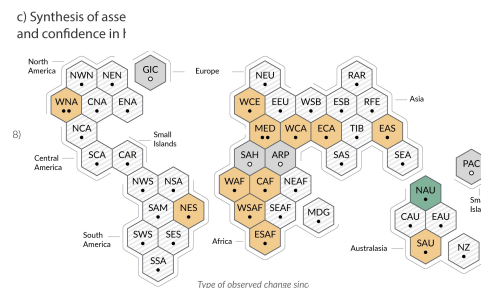 c) Synthesis of asse
and confidence in h
North
America
NWN NEN GIC
Europe
NEU RAR
WNA CNA ENA
WCE EEU WSB ESB RFE
Asia
8)
NCA
Small
Islands
MED WCA ECA TIB EAS
Central
America
SCA CAR
SAH ARP SAS SEA
PAC
NWS NSA
WAF CAF NEAF
NAU
Sma
Isla
SAM NES
WSAF SEAF MDG
CAU EAU
South
America
SWS SES
Africa
ESAF
Australasia
SAU NZ
SSA
Type of observed change sinc